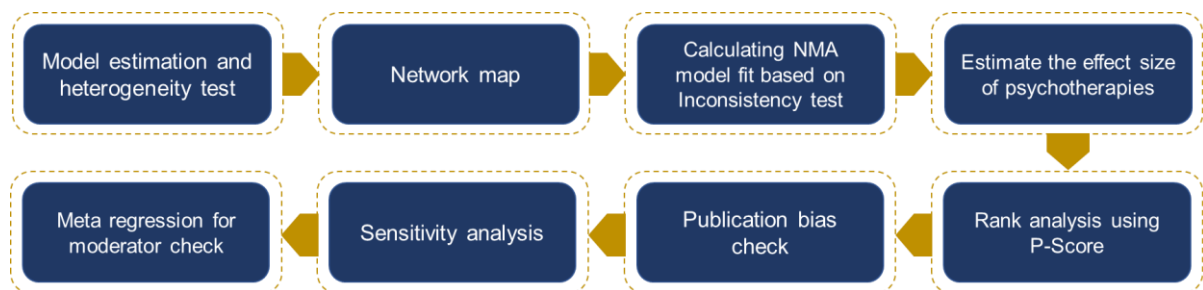 Model estimation and
heterogeneity test
Network map
Calculating NMA
model fit based on
Inconsistency test
Estimate the effect size
of psychotherapies
Rank analysis using
P-Score
Publication bias
check
Sensitivity analysis
Meta regression for
moderator check